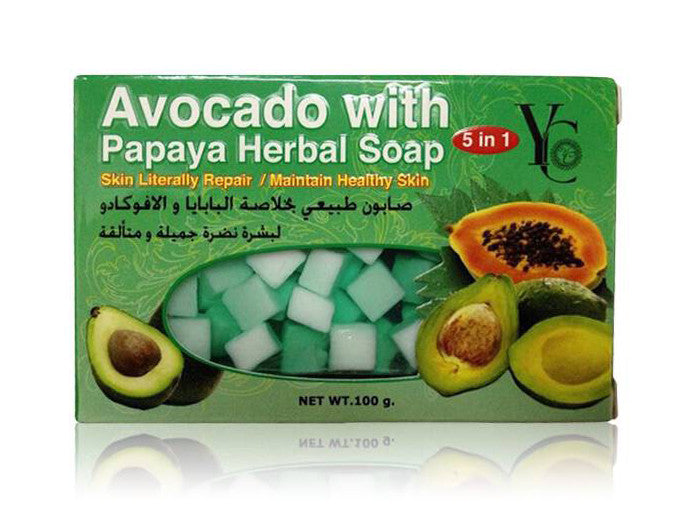 Avocado with
Papaya Herbal Soap
5 in 1
YC
Skin Literally Repair / Maintain Healthy Skin
صابون طبيعي بخلاصة البابايا و الافوكادو
لبشرة نضرة جميلة و متألقة
NET WT.100 g.